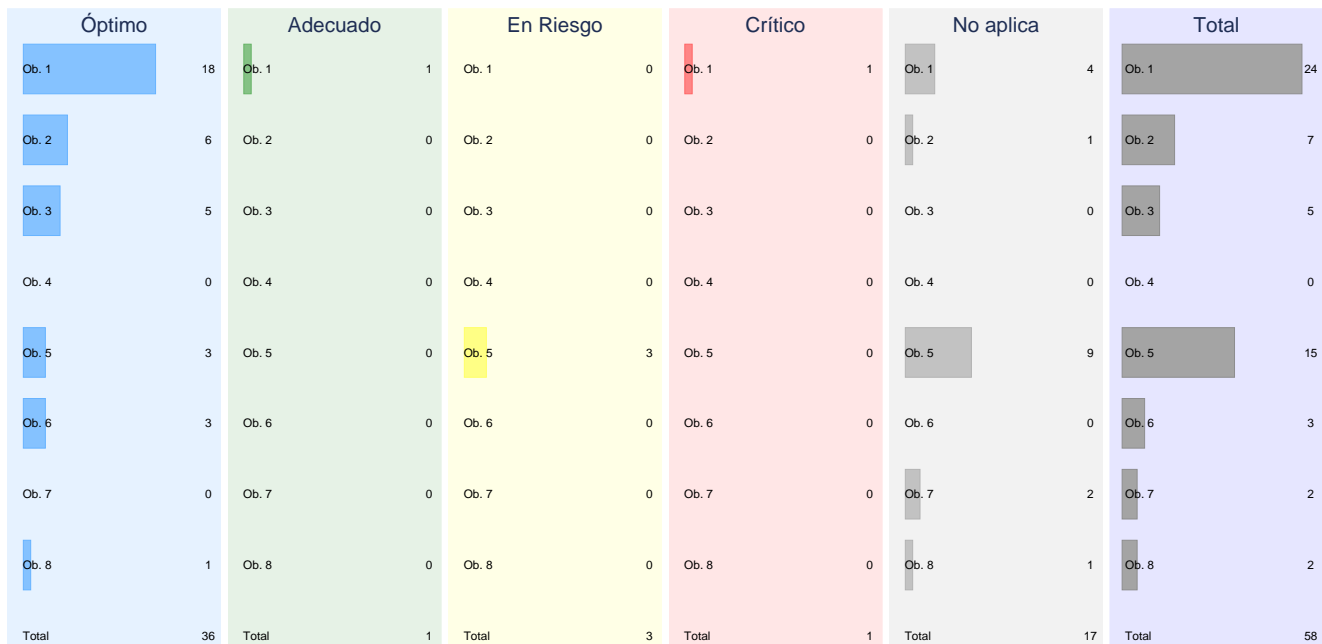 Óptimo Adecuado En Riesgo Crítico No aplica Total
Ob. 1 18 Ob. 1 1 Ob. 1 0 Ob. 1 1 Ob. 1 4 Ob. 1 24
Ob. 2 6 Ob. 2 0 Ob. 2 0 Ob. 2 0 Ob. 2 1 Ob. 2 7
Ob. 3 5 Ob. 3 0 Ob. 3 0 Ob. 3 0 Ob. 3 0 Ob. 3 5
Ob. 4 0 Ob. 4 0 Ob. 4 0 Ob. 4 0 Ob. 4 0 Ob. 4 0
Ob. 5 3 Ob. 5 0 Ob. 5 3 Ob. 5 0 Ob. 5 9 Ob. 5 15
Ob. 6 3 Ob. 6 0 Ob. 6 0 Ob. 6 0 Ob. 6 0 Ob. 6 3
Ob. 7 0 Ob. 7 0 Ob. 7 0 Ob. 7 0 Ob. 7 2 Ob. 7 2
Ob. 8 1 Ob. 8 0 Ob. 8 0 Ob. 8 0 Ob. 8 1 Ob. 8 2
Total 36 Total 1 Total 3 Total 1 Total 17 Total 58